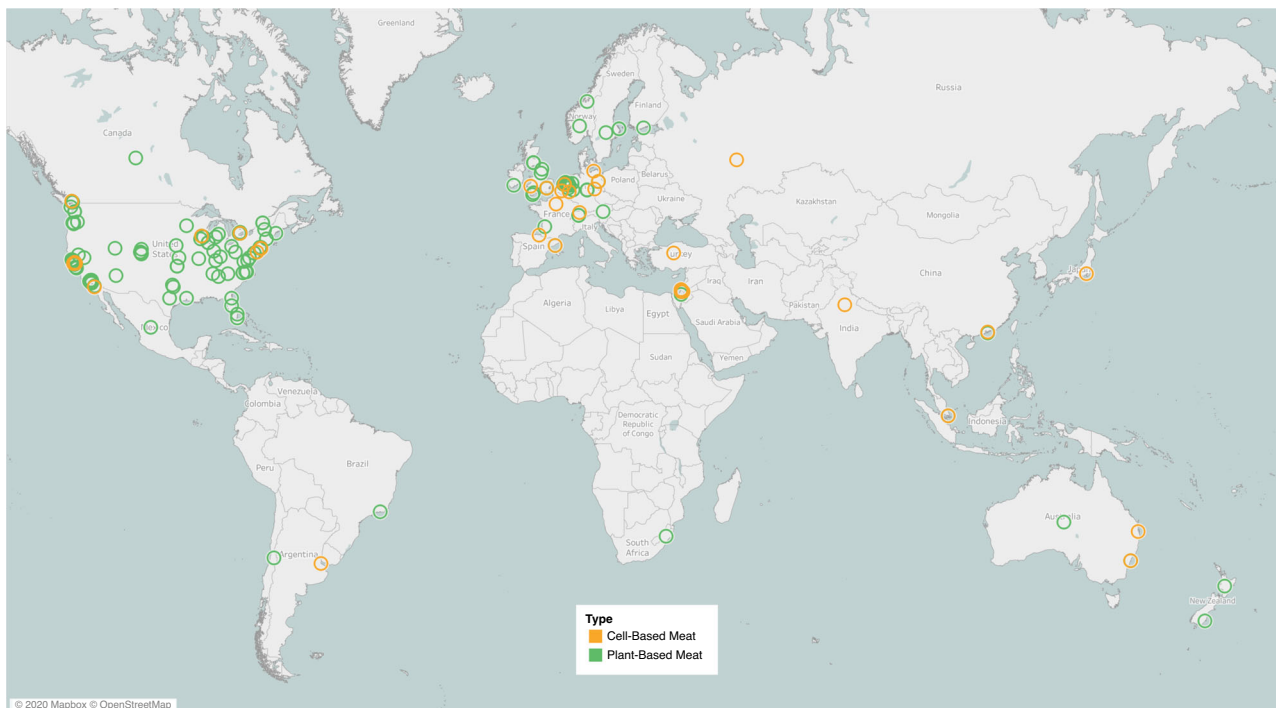 Greenland
Sweden
Russia
Finland
Norway
Canada
Poland
Belarus
Ukraine
Kazakhstan
France
Mongolia
Italy
United
States
Spain
Turkey
Japan
China
Iraq
Iran
Algeria
Libya
Egypt
Pakistan
Saudi Arabia
Mexico
India
Sudan
Yemen
Venezuela
Colombia
Democratic
Republic
of Congo
Indonesia
Peru
Brazil
Australia
South
Africa
Argentina
New Zealand
Type
Cell-Based Meat
Plant-Based Meat
© 2020 Mapbox © OpenStreetMap